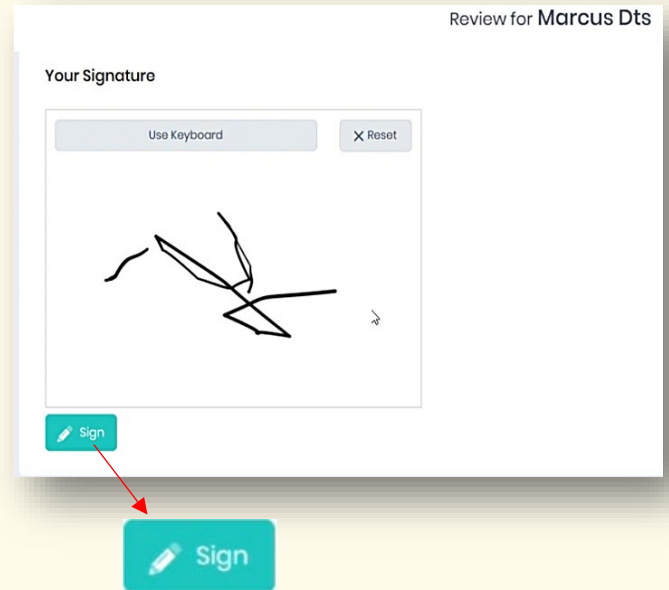 Review for Marcus Dts
Your Signature
Use Keyboard
Reset
Sign
Sign